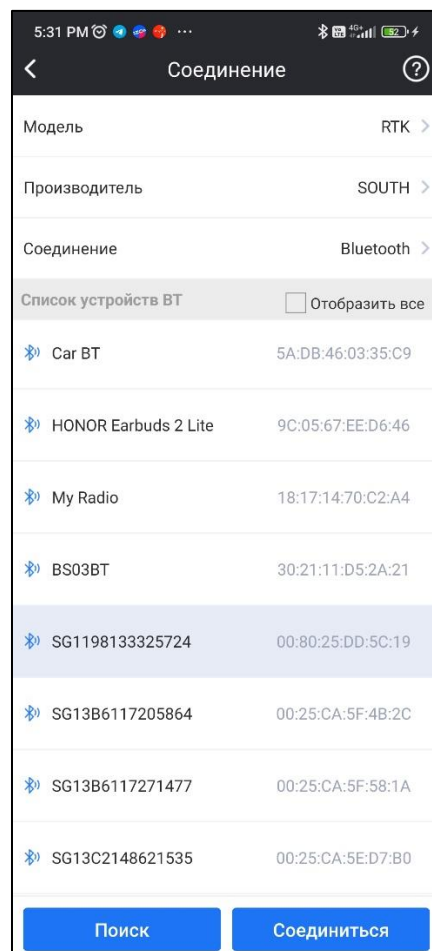 5:31 PM
4G+
52
Соединение
Модель RTK
Производитель SOUTH
Соединение Bluetooth
Список устройств BT Отобразить все
Car BT 5A:DB:46:03:35:C9
HONOR Earbuds 2 Lite 9C:05:67:EE:D6:46
My Radio 18:17:14:70:C2:A4
BS03BT 30:21:11:D5:2A:21
SG1198133325724 00:80:25:DD:5C:19
SG13B6117205864 00:25:CA:5F:4B:2C
SG13B6117271477 00:25:CA:5F:58:1A
SG13C2148621535 00:25:CA:5E:D7:B0
Поиск Соединиться